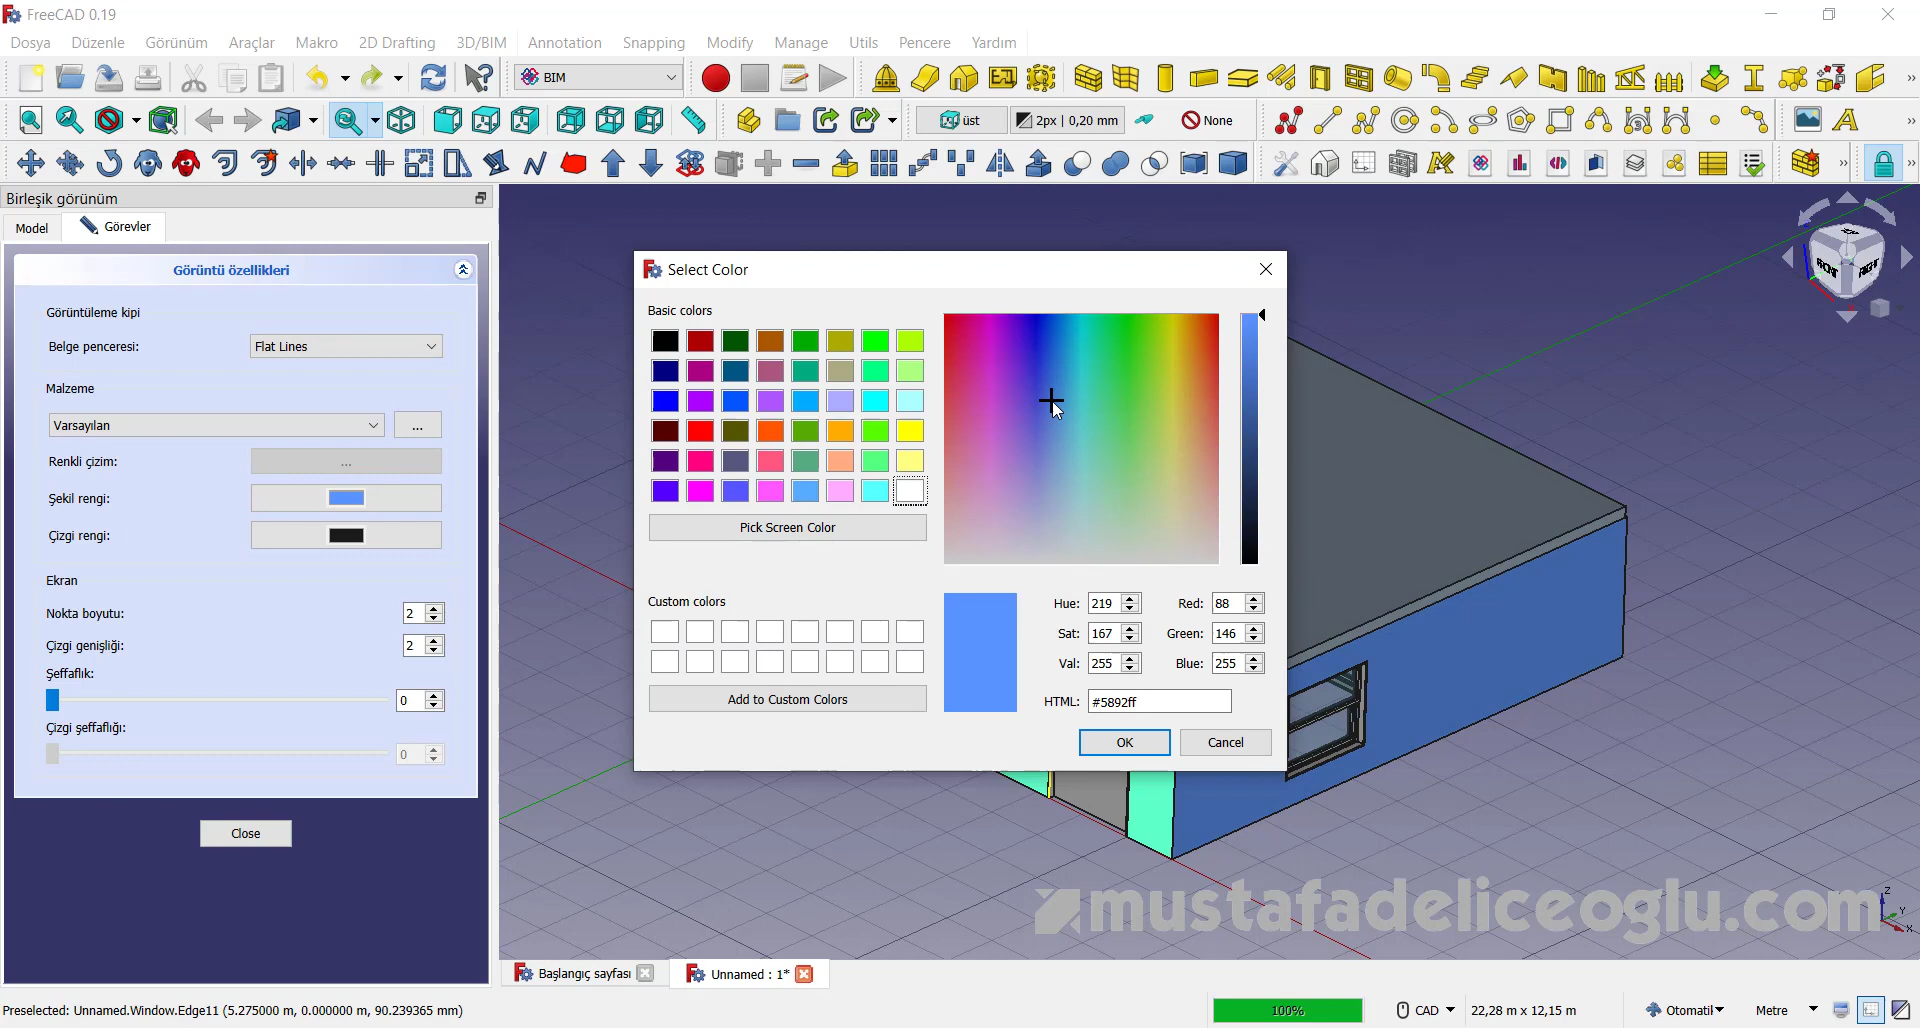 FreeCAD 0.19
Dosya Düzenle Görünüm Araçlar Makro 2D Drafting 3D/BIM Annotation Snapping Modify Manage Utils Pencere Yardım
BIM
üst 2px | 0,20 mm None
Birleşik görünüm
Model Görevler
Görüntü özellikleri
Görüntüleme kipi
Belge penceresi: Flat Lines
Malzeme
Varsayılan ...
Renkli çizim: ...
Şekil rengi:
Çizgi rengi:
Ekran
Nokta boyutu: 2
Çizgi genişliği: 2
Şeffaflık:
0
Çizgi şeffaflığı:
0
Close
Select Color
Basic colors
Pick Screen Color
Custom colors
Add to Custom Colors
Hue: 219 Red: 88
Sat: 167 Green: 146
Val: 255 Blue: 255
HTML: #5892ff
OK Cancel
RIGHT
mustafadeliceoglu.com
Z
Y
X
Başlangıç sayfası Unnamed : 1*
Preselected: Unnamed.Window.Edge11 (5.275000 m, 0.000000 m, 90.239365 mm) 100% CAD 22,28 m x 12,15 m Otomatil Metre